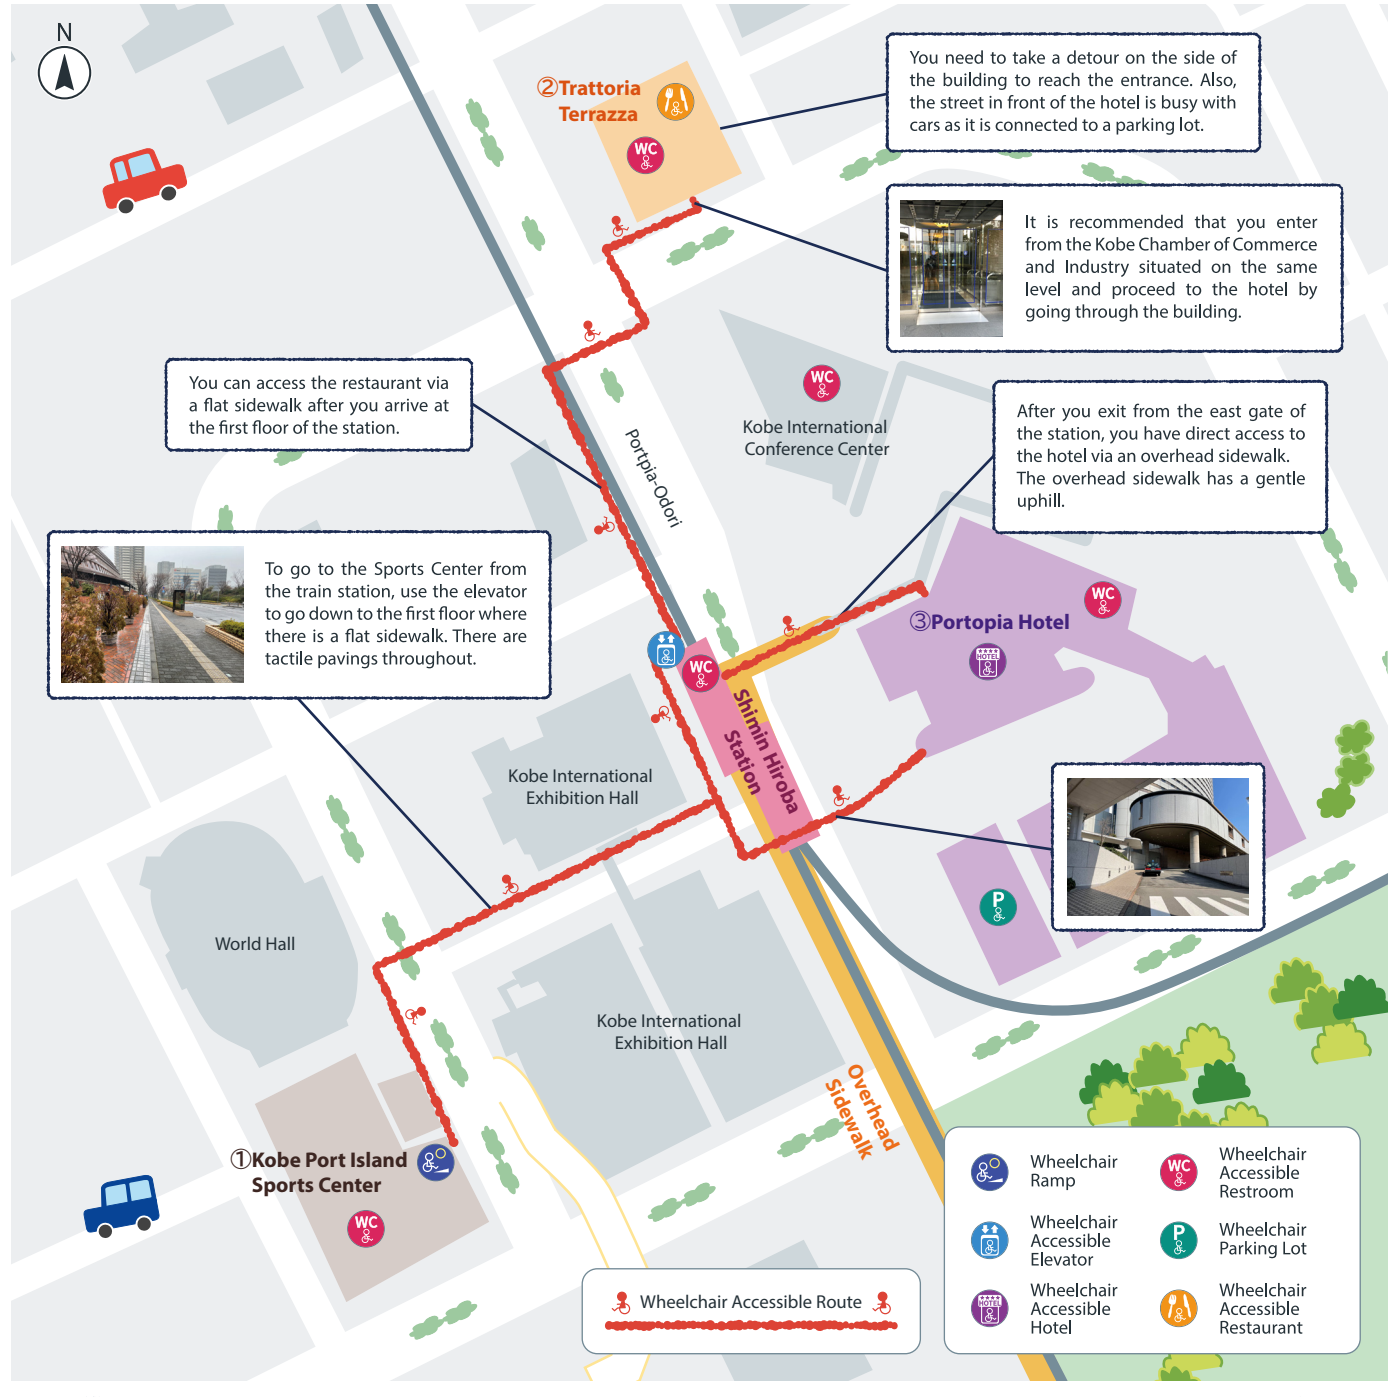 N
②Trattoria
Terrazza
WC
You need to take a detour on the side of
the building to reach the entrance. Also,
the street in front of the hotel is busy with
cars as it is connected to a parking lot.
It is recommended that you enter
from the Kobe Chamber of Commerce
and Industry situated on the same
level and proceed to the hotel by
going through the building.
You can access the restaurant via
a flat sidewalk after you arrive at
the first floor of the station.
WC
Kobe International
Conference Center
Portpia-Odori
After you exit from the east gate of
the station, you have direct access to
the hotel via an overhead sidewalk.
The overhead sidewalk has a gentle
uphill.
To go to the Sports Center from
the train station, use the elevator
to go down to the first floor where
there is a flat sidewalk. There are
tactile pavings throughout.
WC
③Portopia Hotel
HOTEL
WC
Shimin Hiroba
Station
Kobe International
Exhibition Hall
P
World Hall
Kobe International
Exhibition Hall
Overhead
Sidewalk
①Kobe Port Island
Sports Center
WC
Wheelchair
Ramp
WC
Wheelchair
Accessible
Restroom
Wheelchair
Accessible
Elevator
P
Wheelchair
Parking Lot
HOTEL
Wheelchair
Accessible
Hotel
Wheelchair
Accessible
Restaurant
Wheelchair Accessible Route